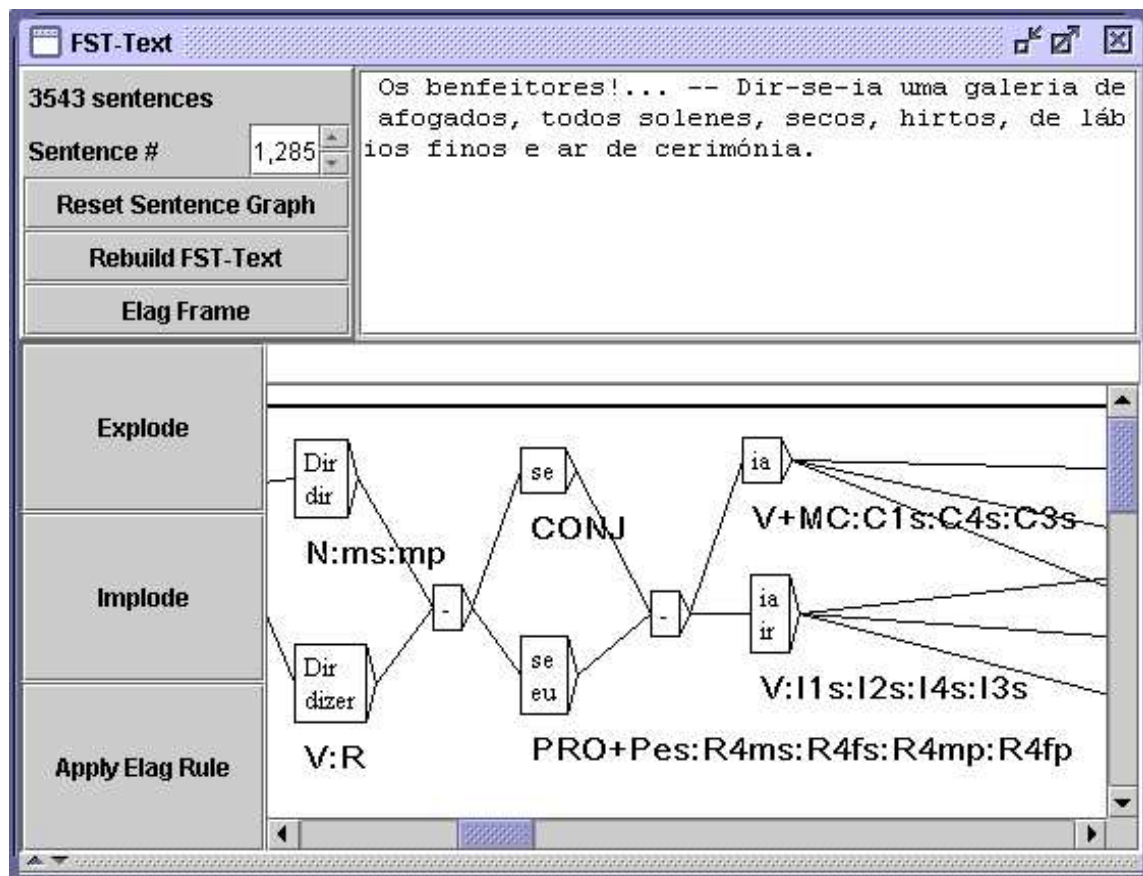 FST-Text
3543 sentences
Sentence # 1,285
Reset Sentence Graph
Rebuild FST-Text
Elag Frame
Os benfeitores!... -- Dir-se-ia uma galeria de
afogados, todos solenes, secos, hirtos, de láb
ios finos e ar de cerimónia.
Explode
Implode
Apply Elag Rule
Dir
dir
N:ms:mp
Dir
dizer
V:R
-
se
CONJ
se
eu
PRO+Pes:R4ms:R4fs:R4mp:R4fp
-
ia
V+MC:C1s:C4s:C3s
ia
ir
V:I1s:I2s:I4s:I3s